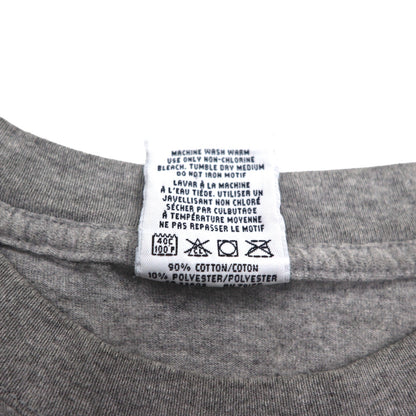 MACHINE WASH WARM
USE ONLY NON-CHLORINE
BLEACH. TUMBLE DRY MEDIUM
DO NOT IRON MOTIF
LAVAR À LA MACHINE
À L'EAU TIÉDE. UTILISER UN
JAVELLISANT NON CHLORÉ
SÉCHER PAR CULBUTAGE
À TEMPÉRATURE MOYENNE
NE PAS REPASSER LE MOTIF
40C
100F
90% COTTON/COTON
10% POLYESTER/POLYESTER